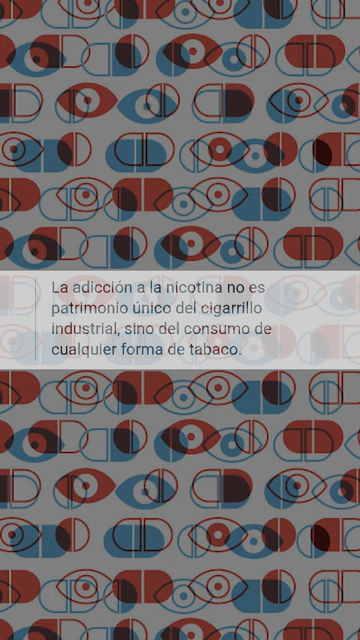 La adicción a la nicotina no es
patrimonio único del cigarrillo
industrial, sino del consumo de
cualquier forma de tabaco.